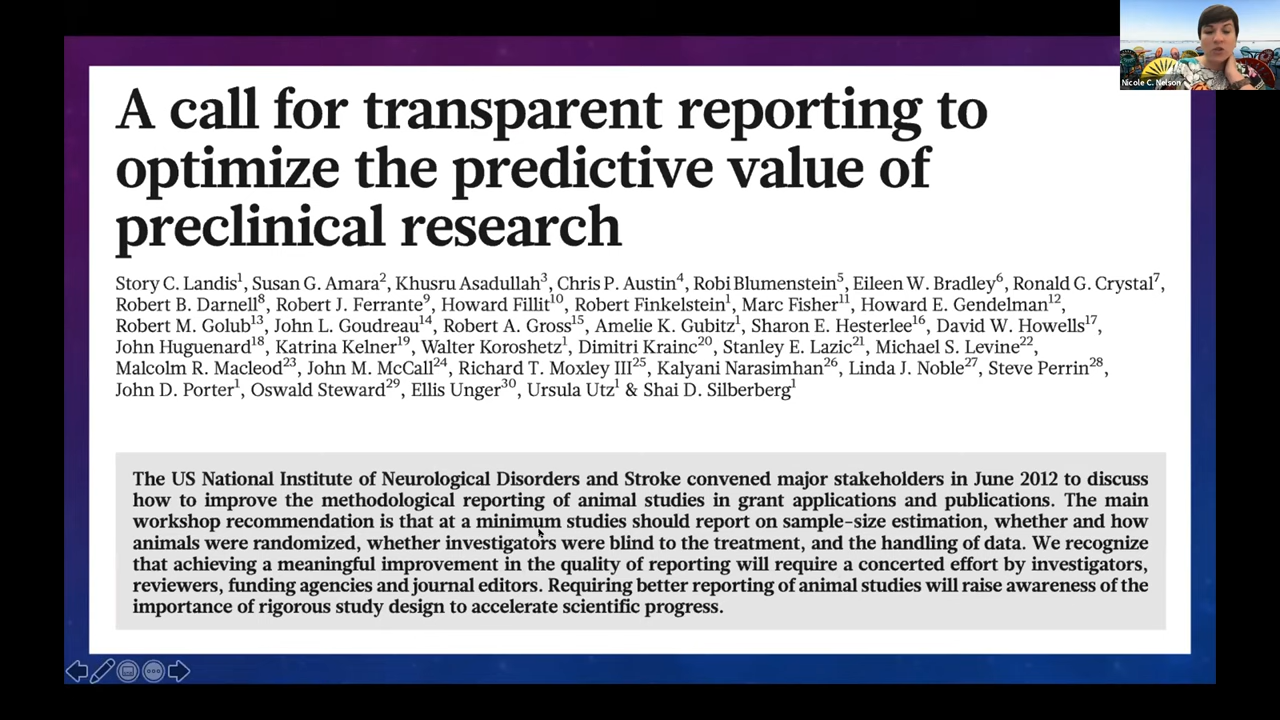 A call for transparent reporting to
optimize the predictive value of
preclinical research
Story C. Landis1, Susan G. Amara2, Khusru Asadullah3, Chris P. Austin4, Robi Blumenstein5, Eileen W. Bradley6, Ronald G. Crystal7,
Robert B. Darnell8, Robert J. Ferrante9, Howard Fillit10, Robert Finkelstein1, Marc Fisher11, Howard E. Gendelman12,
Robert M. Golub13, John L. Goudreau14, Robert A. Gross15, Amelie K. Gubitz1, Sharon E. Hesterlee16, David W. Howells17,
John Huguenard18, Katrina Kelner19, Walter Koroshetz1, Dimitri Krainc20, Stanley E. Lazic21, Michael S. Levine22,
Malcolm R. Macleod23, John M. McCall24, Richard T. Moxley III25, Kalyani Narasimhan26, Linda J. Noble27, Steve Perrin28,
John D. Porter1, Oswald Steward29, Ellis Unger30, Ursula Utz1 & Shai D. Silberberg1
The US National Institute of Neurological Disorders and Stroke convened major stakeholders in June 2012 to discuss
how to improve the methodological reporting of animal studies in grant applications and publications. The main
workshop recommendation is that at a minimum studies should report on sample-size estimation, whether and how
animals were randomized, whether investigators were blind to the treatment, and the handling of data. We recognize
that achieving a meaningful improvement in the quality of reporting will require a concerted effort by investigators,
reviewers, funding agencies and journal editors. Requiring better reporting of animal studies will raise awareness of the
importance of rigorous study design to accelerate scientific progress.
Nicole C. Nelson